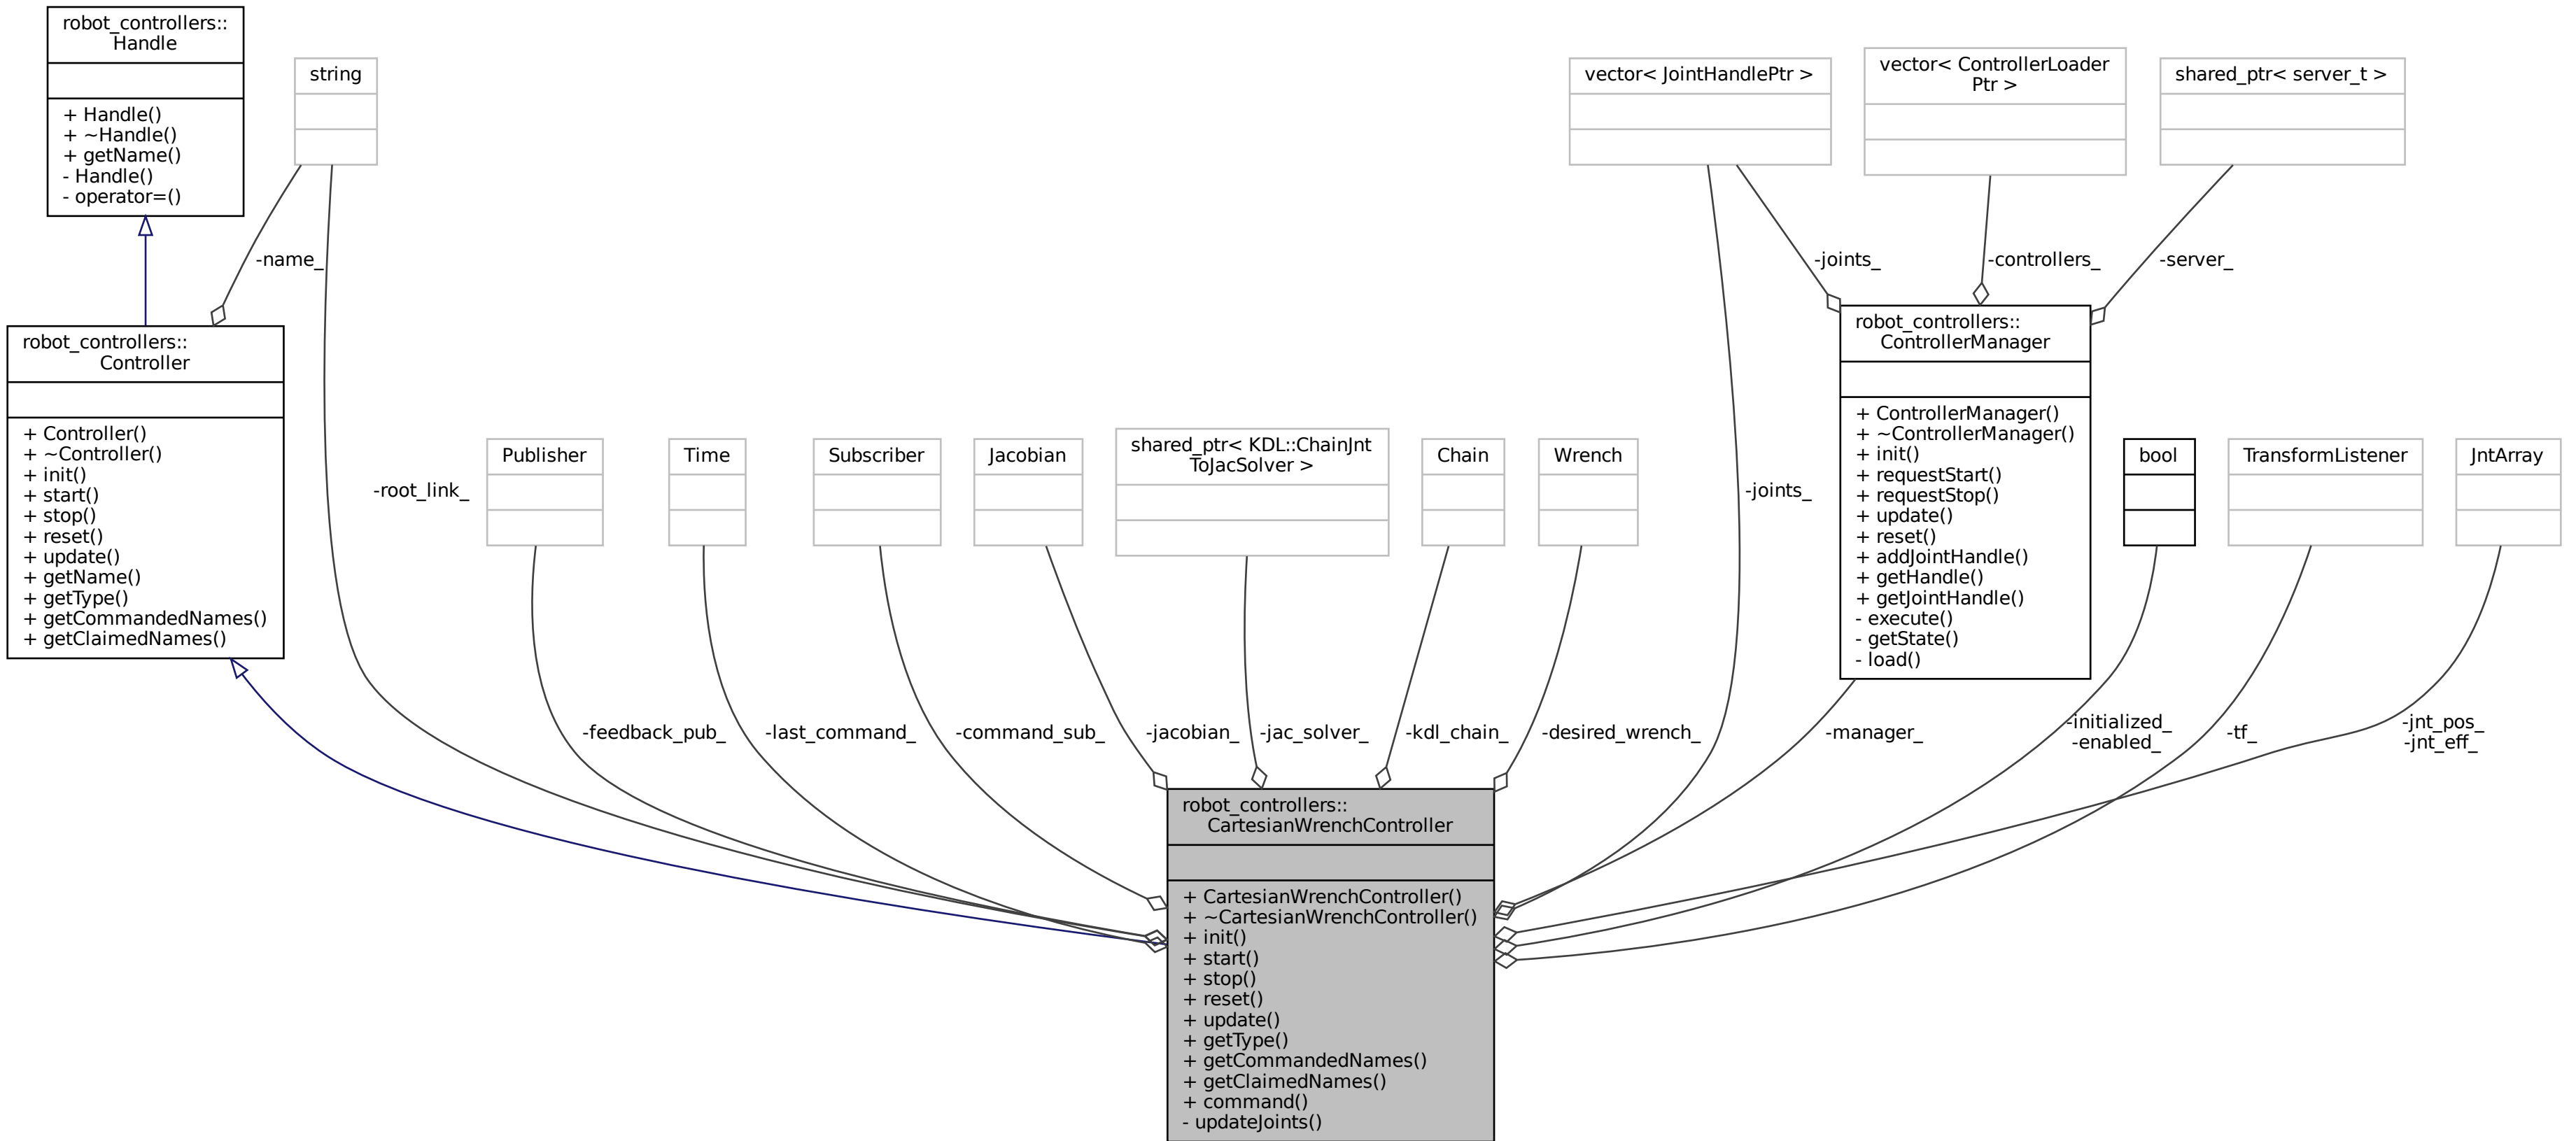 robot_controllers::
Handle
+ Handle()
+ ~Handle()
+ getName()
- Handle()
- operator=()
string
vector< JointHandlePtr >
vector< ControllerLoader
Ptr >
shared_ptr< server_t >
-name_
-joints_
-controllers_
-server_
robot_controllers::
Controller
+ Controller()
+ ~Controller()
+ init()
+ start()
+ stop()
+ reset()
+ update()
+ getName()
+ getType()
+ getCommandedNames()
+ getClaimedNames()
-root_link_
Publisher
Time
Subscriber
Jacobian
shared_ptr< KDL::ChainJnt
ToJacSolver >
Chain
Wrench
-joints_
robot_controllers::
ControllerManager
+ ControllerManager()
+ ~ControllerManager()
+ init()
+ requestStart()
+ requestStop()
+ update()
+ reset()
+ addJointHandle()
+ getHandle()
+ getJointHandle()
- execute()
- getState()
- load()
bool
TransformListener
JntArray
-feedback_pub_
-last_command_
-command_sub_
-jacobian_
-jac_solver_
-kdl_chain_
-desired_wrench_
-manager_
-initialized_
-enabled_
-tf_
-jnt_pos_
-jnt_eff_
robot_controllers::
CartesianWrenchController
+ CartesianWrenchController()
+ ~CartesianWrenchController()
+ init()
+ start()
+ stop()
+ reset()
+ update()
+ getType()
+ getCommandedNames()
+ getClaimedNames()
+ command()
- updateJoints()